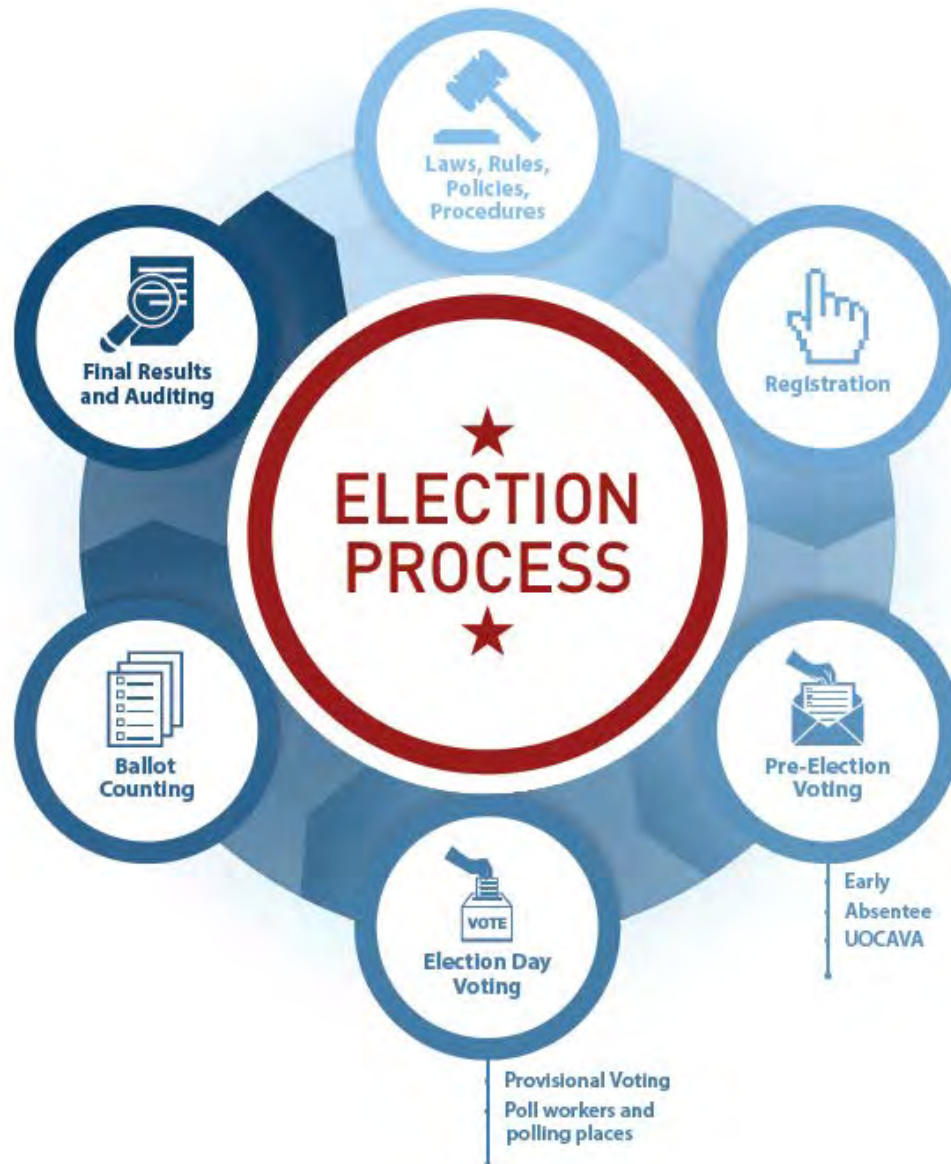 Laws, Rules,
Policies,
Procedures
Registration
Pre-Election
Voting
Early
Absentee
UOCAVA
VOTE
Election Day
Voting
Provisional Voting
Poll workers and
polling places
Ballot
Counting
Final Results
and Auditing
ELECTION
PROCESS